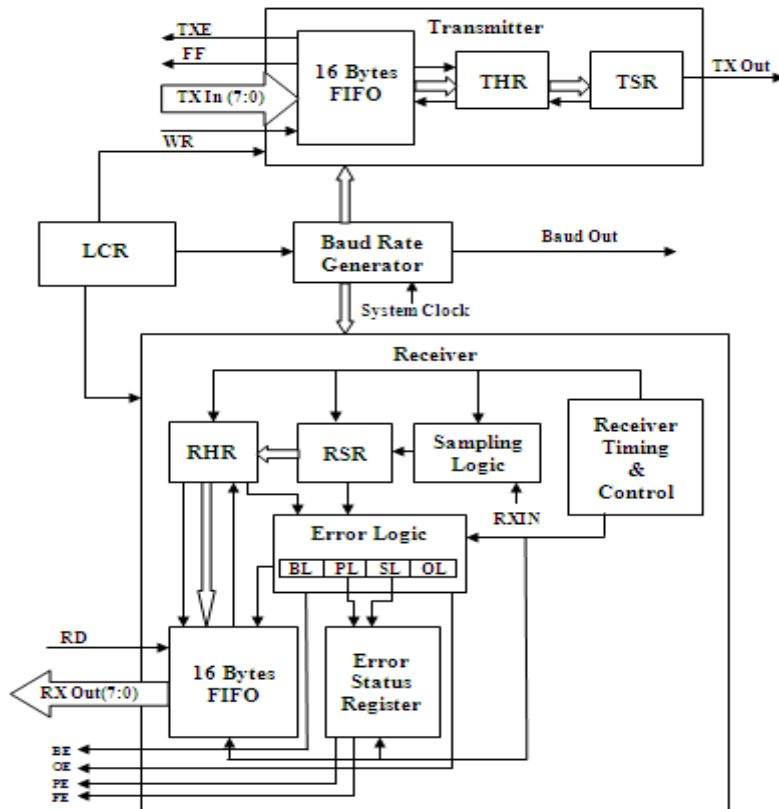 TXE
Transmitter
FF
16 Bytes
FIFO
THR
TSR
TX Out
TX In (7:0)
WR
LCR
Baud Rate
Generator
Baud Out
System Clock
Receiver
RHR
RSR
Sampling
Logic
Receiver
Timing
&
Control
RXIN
Error Logic
BL PL SL OL
RD
16 Bytes
FIFO
Error
Status
Register
RX Out(7:0)
BE
OE
PE
FE